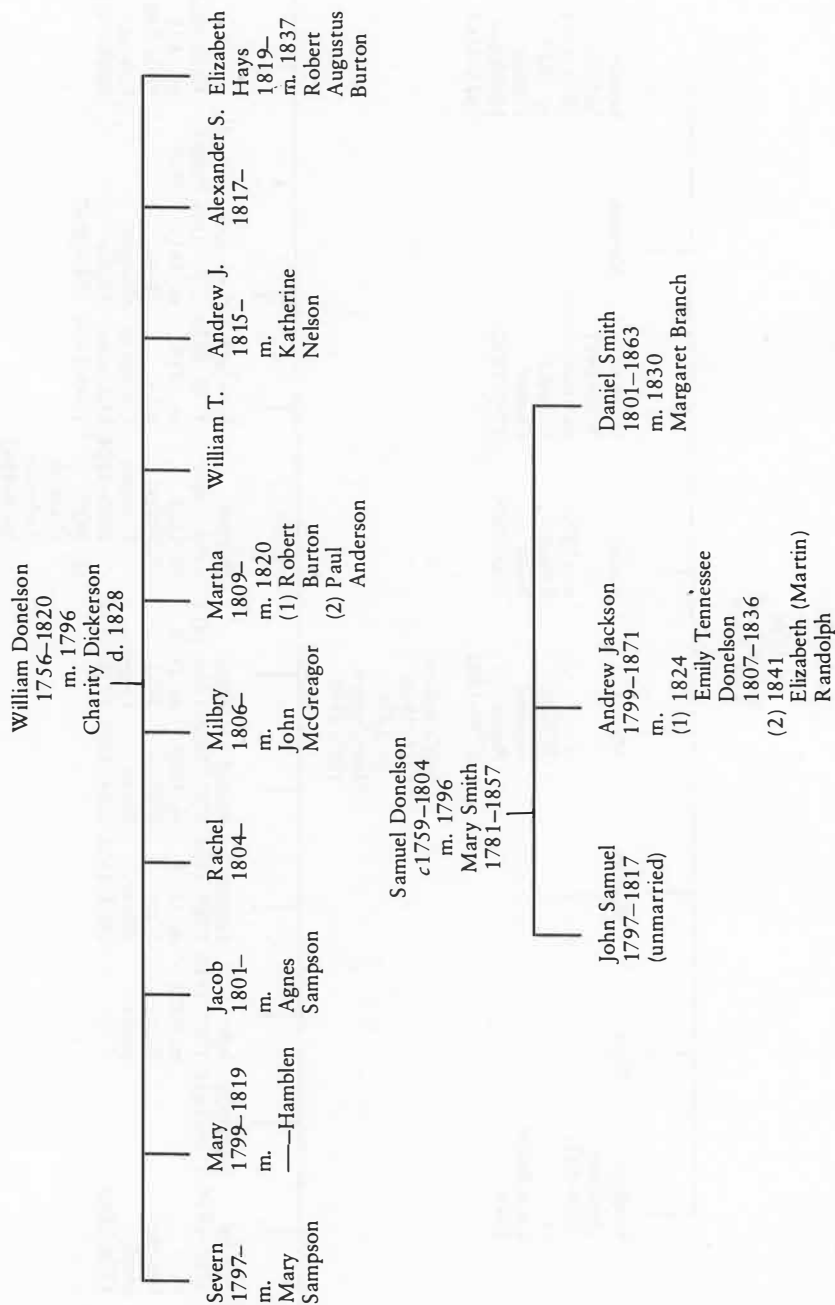 William Donelson
1756–1820
m. 1796
Charity Dickerson
d. 1828
Severn
1797–
m.
Mary
Sampson
Mary
1799–1819
m.
——Hamblen
Jacob
1801–
m.
Agnes
Sampson
Rachel
1804–
Milbry
1806–
m.
John
McGreagor
Martha
1809–
m. 1820
(1) Robert
Burton
(2) Paul
Anderson
William T.
Andrew J.
1815–
m.
Katherine
Nelson
Alexander S.
1817–
Elizabeth
Hays
1819–
m. 1837
Robert
Augustus
Burton
Samuel Donelson
c1759–1804
m. 1796
Mary Smith
1781–1857
John Samuel
1797–1817
(unmarried)
Andrew Jackson
1799–1871
m.
(1) 1824
Emily Tennessee
Donelson
1807–1836
(2) 1841
Elizabeth (Martin)
Randolph
Daniel Smith
1801–1863
m. 1830
Margaret Branch